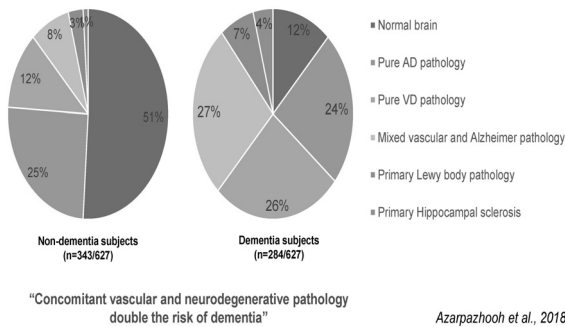 3%
1%
8%
12%
51%
25%
Non-dementia subjects
(n=343/627)
4%
7%
12%
27%
24%
26%
Dementia subjects
(n=284/627)
Normal brain
Pure AD pathology
Pure VD pathology
Mixed vascular and Alzheimer pathology
Primary Lewy body pathology
Primary Hippocampal sclerosis
“Concomitant vascular and neurodegenerative pathology
double the risk of dementia”
Azarpazhooh et al., 2018